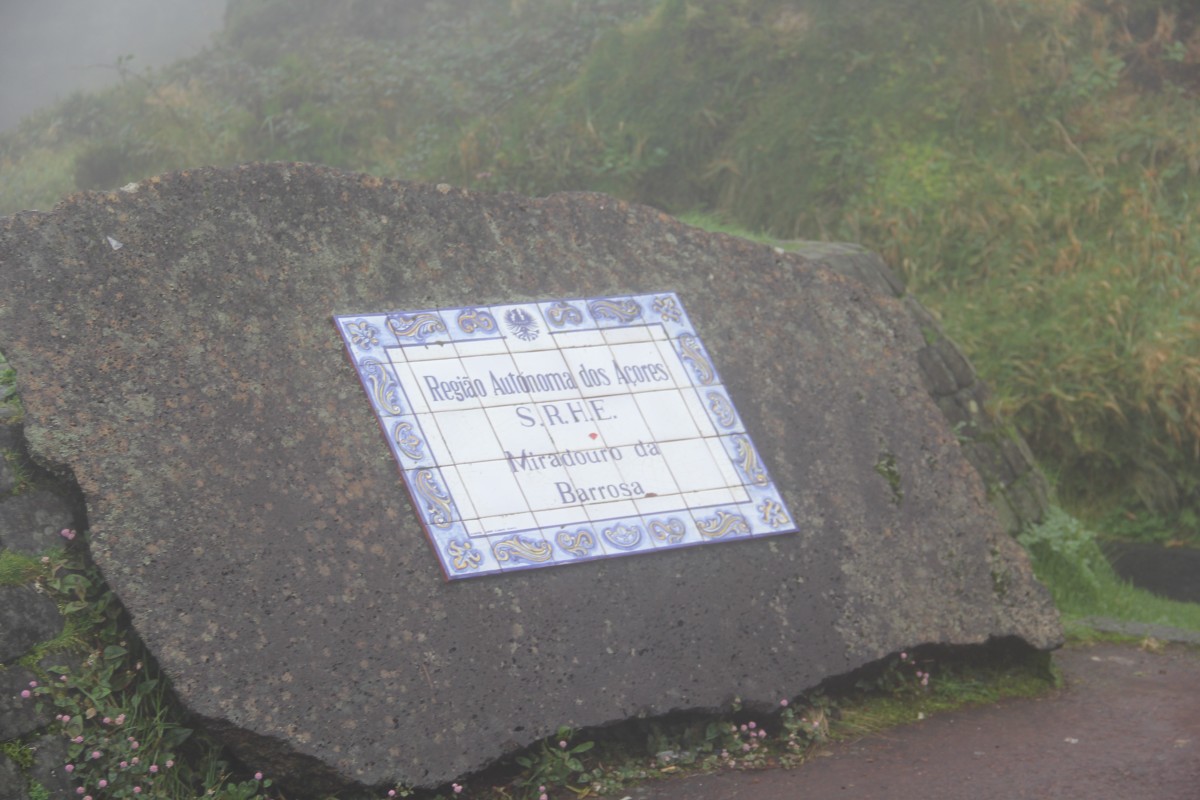 Região Autónoma dos Açores
S.R.H.E.
Miradouro da
Barrosa